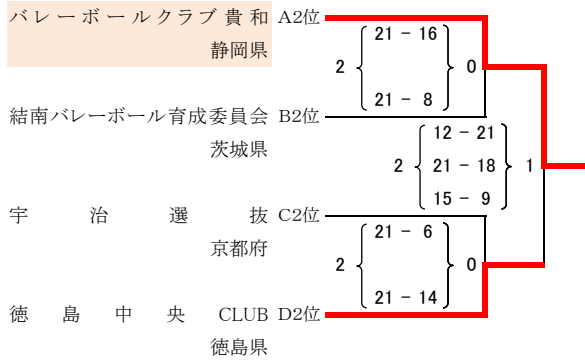 バレーボールクラブ貴和 A2位
静岡県
21 - 16
2 0
21 - 8
結南バレーボール育成委員会 B2位
茨城県
12 - 21
2 21 - 18 1
15 - 9
宇治選抜 C2位
京都府
21 - 6
2 0
21 - 14
徳島中央 CLUB D2位
徳島県